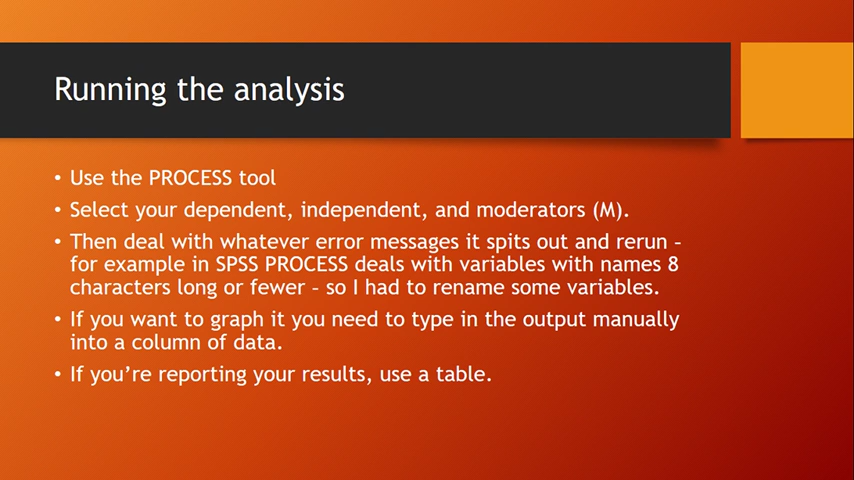 Running the analysis
• Use the PROCESS tool
• Select your dependent, independent, and moderators (M).
• Then deal with whatever error messages it spits out and rerun –
for example in SPSS PROCESS deals with variables with names 8
characters long or fewer – so I had to rename some variables.
• If you want to graph it you need to type in the output manually
into a column of data.
• If you’re reporting your results, use a table.